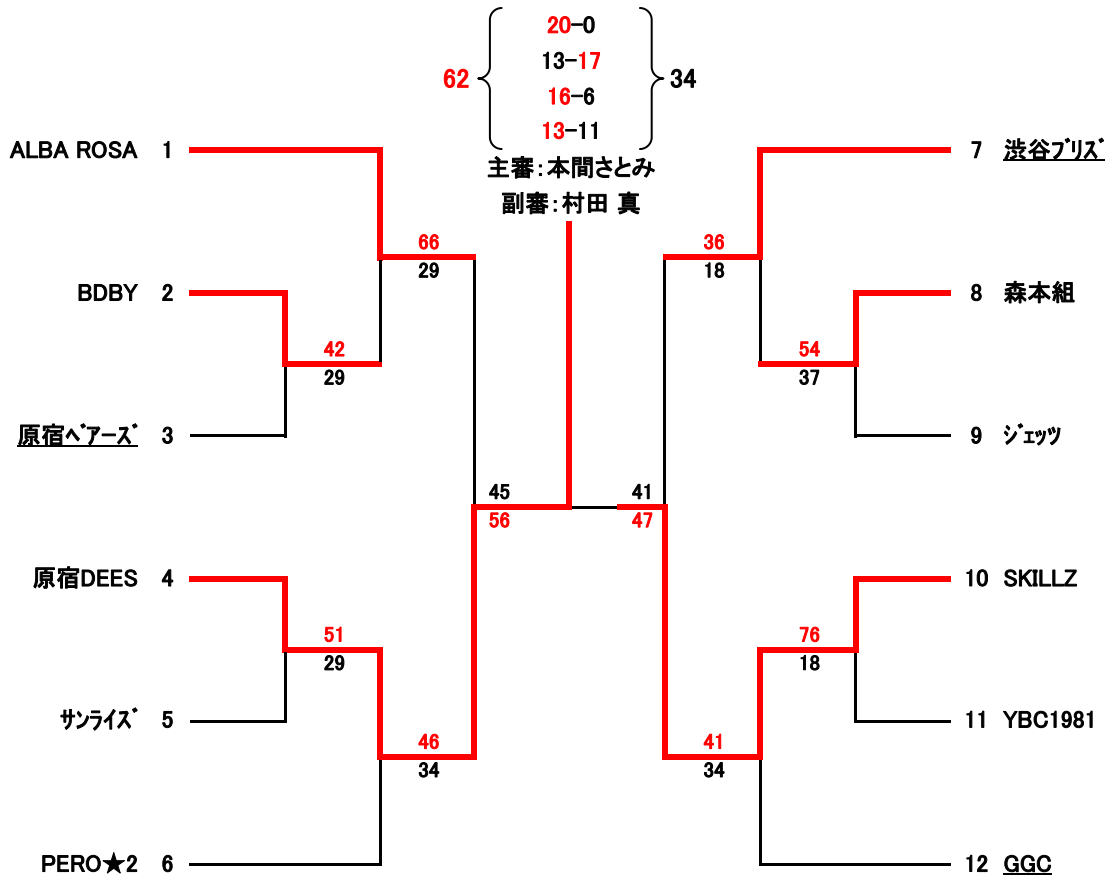 20-0
62 13-17 34
16-6
13-11
主審:本間さとみ
副審:村田 真
ALBA ROSA 1
7 渋谷ブリズ
66
29
36
18
BDBY 2
8 森本組
42
29
54
37
原宿ベアーズ 3
9 ジェッツ
45
56
41
47
原宿DEES 4
10 SKILLZ
51
29
76
18
サンライズ 5
11 YBC1981
46
34
41
34
PERO★2 6
12 GGC